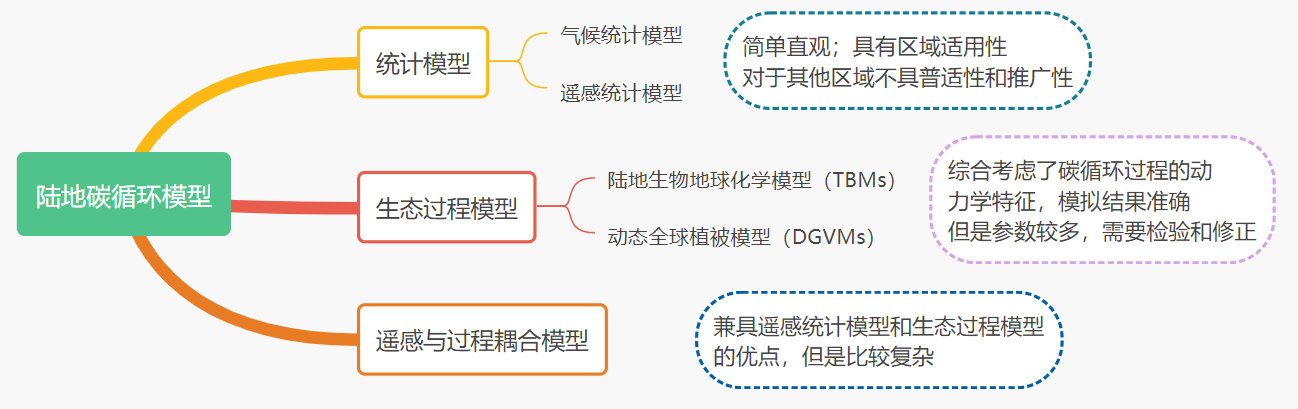 陆地碳循环模型
统计模型
气候统计模型
遥感统计模型
简单直观；具有区域适用性
对于其他区域不具普适性和推广性
生态过程模型
陆地生物地球化学模型（TBMs）
动态全球植被模型（DGVMs）
综合考虑了碳循环过程的动
力学特征，模拟结果准确
但是参数较多，需要检验和修正
遥感与过程耦合模型
兼具遥感统计模型和生态过程模型
的优点，但是比较复杂